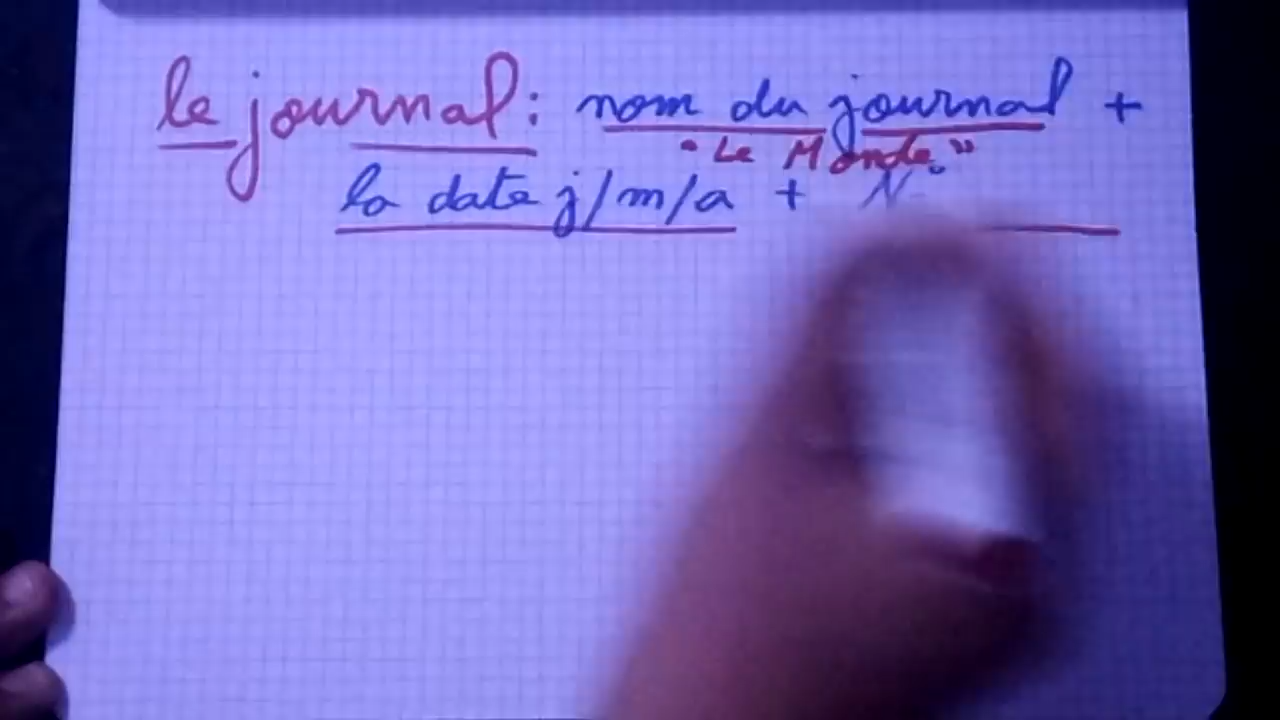 le journal: nom du journal +
"Le Monde"
la date j/m/a +